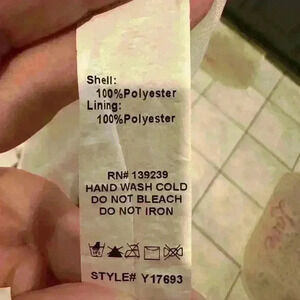 Shell:
100%Polyester
Lining:
100%Polyester
RN# 139239
HAND WASH COLD
DO NOT BLEACH
DO NOT IRON
STYLE# Y17693